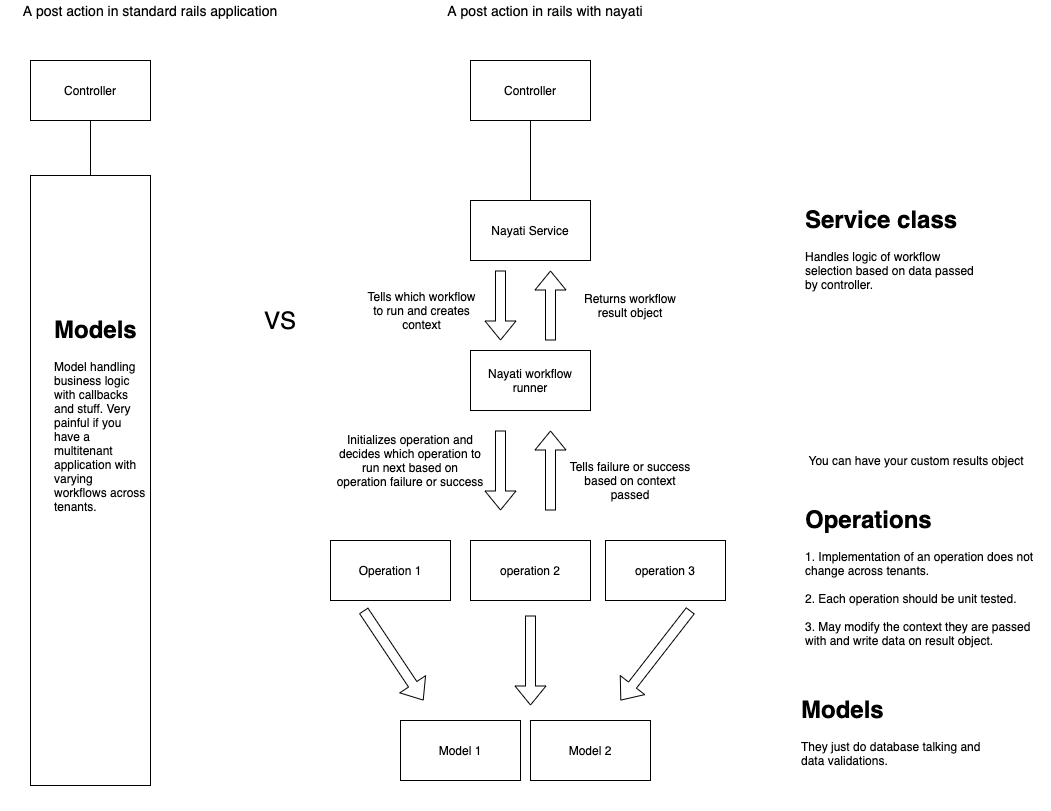 A post action in standard rails application
A post action in rails with nayati
Controller
Controller
Nayati Service
Service class
Handles logic of workflow
selection based on data passed
by controller.
Tells which workflow
to run and creates
context
Returns workflow
result object
VS
Models
Model handling
business logic
with callbacks
and stuff. Very
painful if you
have a
multitenant
application with
varying
workflows across
tenants.
Nayati workflow
runner
Initializes operation and
decides which operation to
run next based on
operation failure or success
Tells failure or success
based on context
passed
You can have your custom results object
Operations
1. Implementation of an operation does not
change across tenants.
2. Each operation should be unit tested.
3. May modify the context they are passed
with and write data on result object.
Operation 1
operation 2
operation 3
Models
They just do database talking and
data validations.
Model 1
Model 2